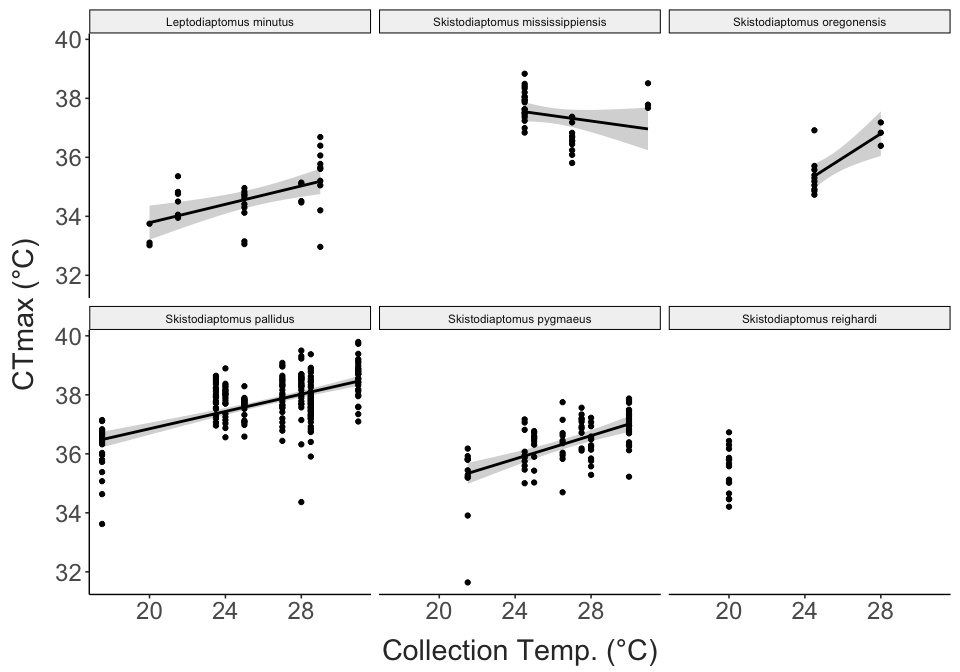 Leptodiaptomus minutus
Skistodiaptomus mississippiensis
Skistodiaptomus oregonensis
40
38
36
34
32
Skistodiaptomus pallidus
Skistodiaptomus pygmaeus
Skistodiaptomus reighardi
40
38
36
34
32
CTmax (°C)
20 24 28
20 24 28
20 24 28
Collection Temp. (°C)